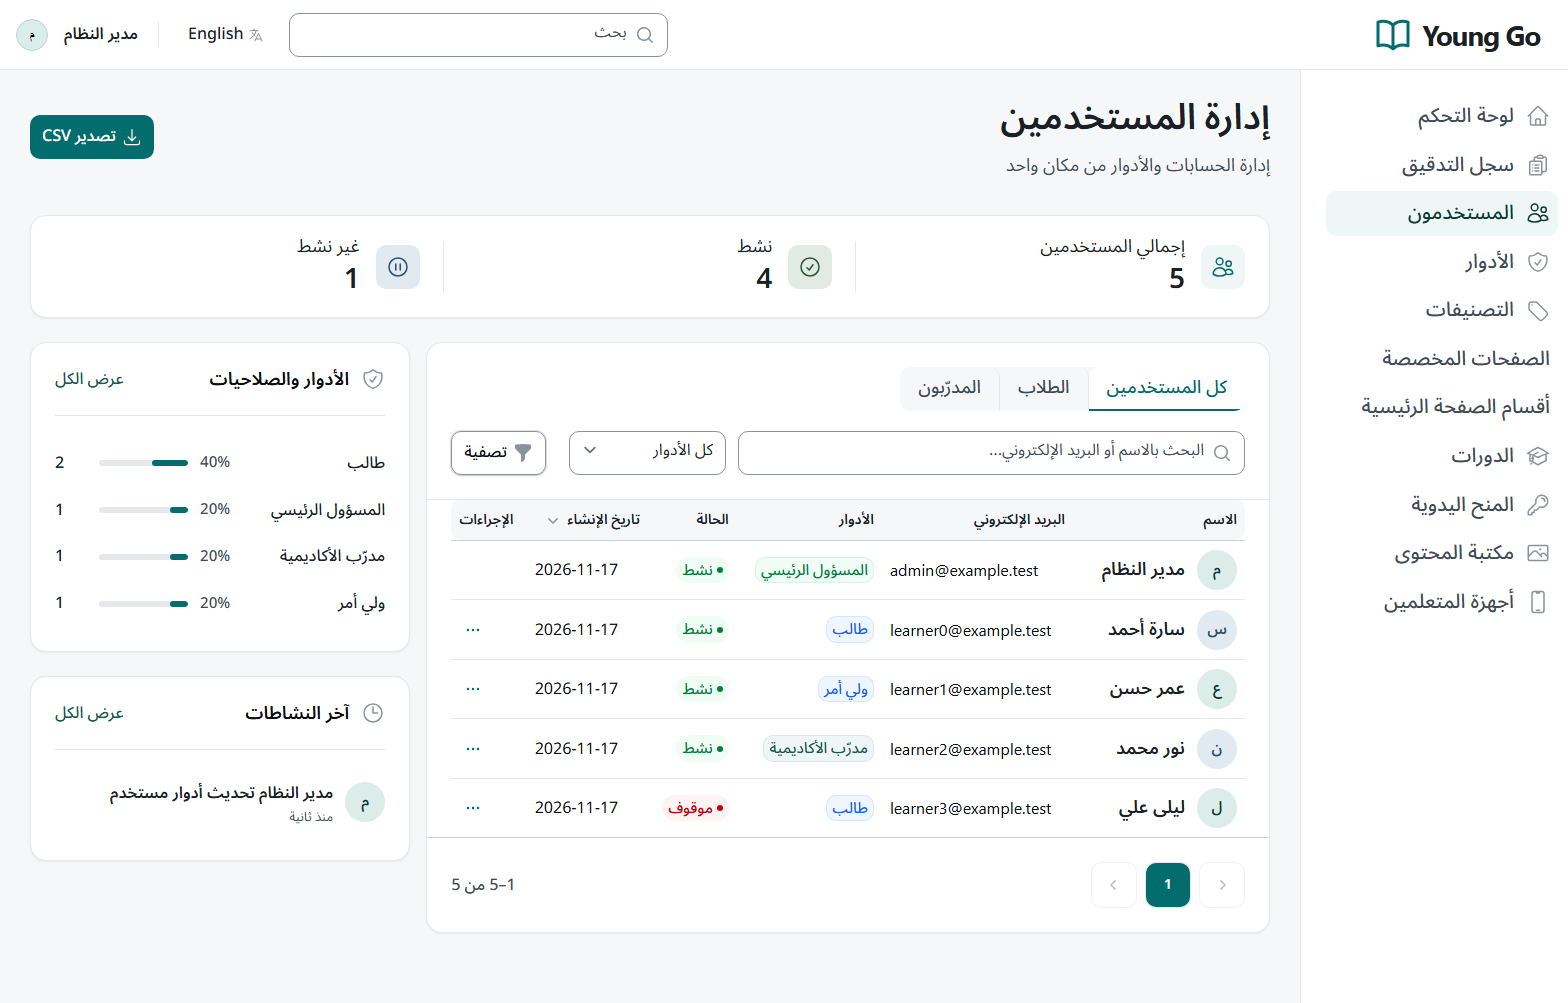 Young Go
بحث
English
مدير النظام
م
لوحة التحكم
سجل التدقيق
المستخدمون
الأدوار
التصنيفات
الصفحات المخصصة
أقسام الصفحة الرئيسية
الدورات
المنح اليدوية
مكتبة المحتوى
أجهزة المتعلمين
إدارة المستخدمين
إدارة الحسابات والأدوار من مكان واحد
تصدير CSV
إجمالي المستخدمين
5
نشط
4
غير نشط
1
كل المستخدمين الطلاب المدرّبون
البحث بالاسم أو البريد الإلكتروني...
كل الأدوار
تصفية
الاسم البريد الإلكتروني الأدوار الحالة تاريخ الإنشاء الإجراءات
م مدير النظام admin@example.test المسؤول الرئيسي نشط 2026-11-17
س سارة أحمد learner0@example.test طالب نشط 2026-11-17 ...
ع عمر حسن learner1@example.test ولي أمر نشط 2026-11-17 ...
ن نور محمد learner2@example.test مدرّب الأكاديمية نشط 2026-11-17 ...
ل ليلى علي learner3@example.test طالب موقوف 2026-11-17 ...
1
1–5 من 5
الأدوار والصلاحيات عرض الكل
طالب 40% 2
المسؤول الرئيسي 20% 1
مدرّب الأكاديمية 20% 1
ولي أمر 20% 1
آخر النشاطات عرض الكل
م
مدير النظام تحديث أدوار مستخدم
منذ ثانية